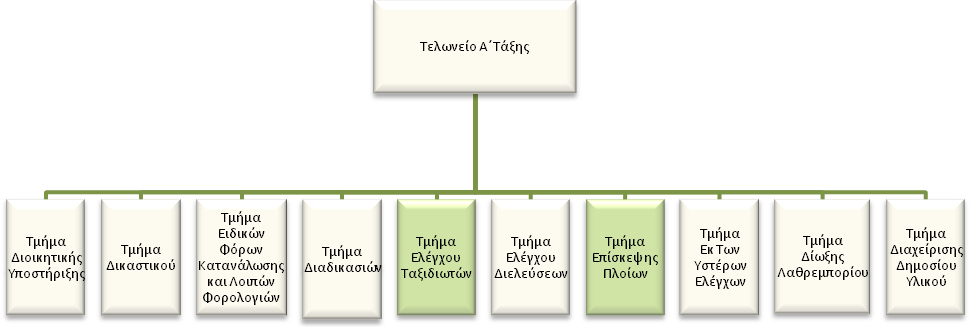 Τελωνείο Α΄Τάξης
Τμήμα
Διοικητικής
Υποστήριξης
Τμήμα
Δικαστικού
Τμήμα
Ειδικών
Φόρων
Κατανάλωσης
και Λοιπών
Φορολογιών
Τμήμα
Διαδικασιών
Τμήμα
Ελέγχου
Ταξιδιωτών
Τμήμα
Ελέγχου
Διελεύσεων
Τμήμα
Επίσκεψης
Πλοίων
Τμήμα
Εκ Των
Υστέρων
Ελέγχων
Τμήμα
Δίωξης
Λαθρεμπορίου
Τμήμα
Διαχείρισης
Δημοσίου
Υλικού